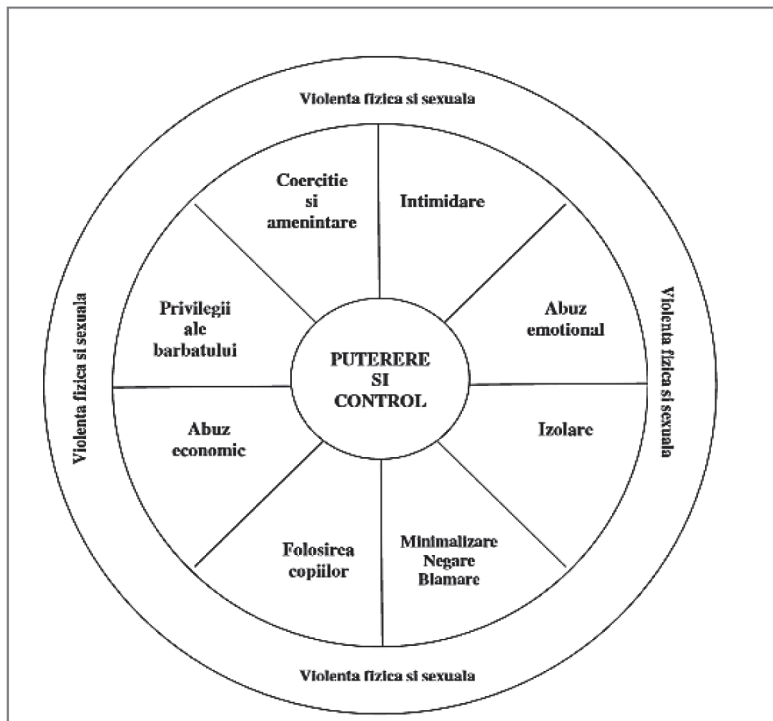 Violenta fizica si sexuala
Coercitie
si
amenintare
Intimidare
Privilegii
ale
barbatului
Abuz
emotional
Violenta fizica si sexuala
Violenta fizica si sexuala
PUTERERE
SI
CONTROL
Abuz
economic
Izolare
Folosirea
copiilor
Minimalizare
Negare
Blamare
Violenta fizica si sexuala